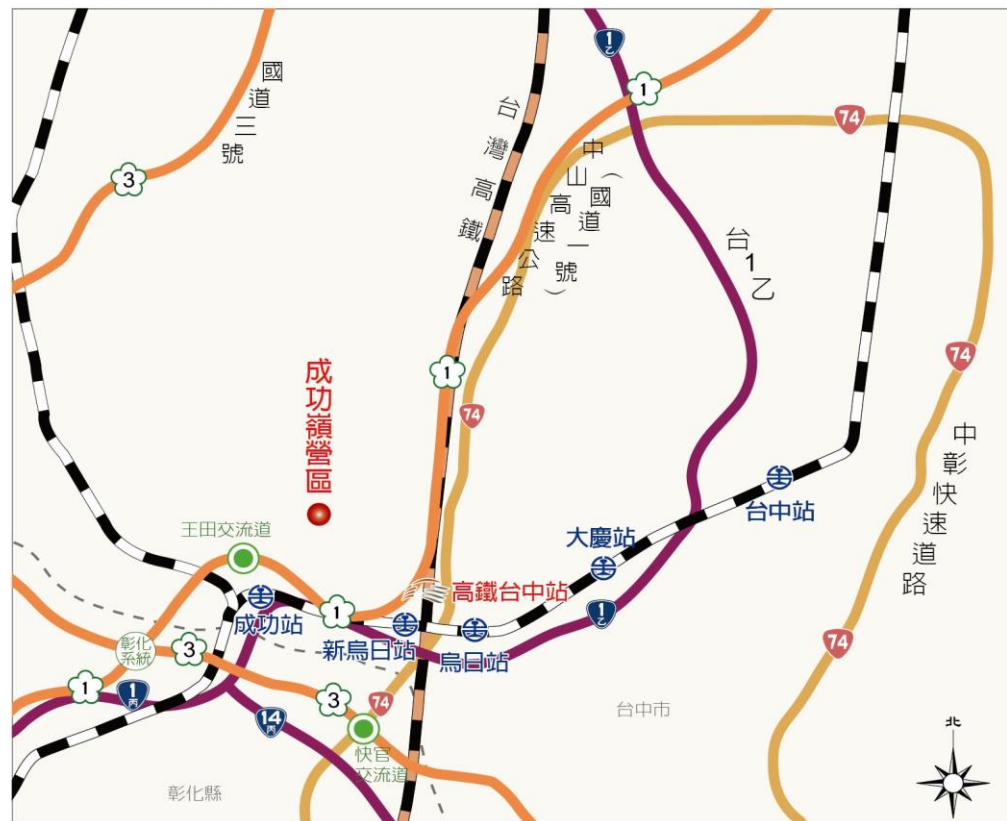 1乙
國道三號
1
74
台灣高鐵
3
中山高速公路
（國道一號）
台1乙
1
74
成功嶺營區
74
中彰快速道路
台中站
王田交流道
大慶站
高鐵台中站
成功站
1
新烏日站
烏日站
1乙
彰化
系統
3
74
1
1丙
3
74
14丙
台中市
快官
交流道
北
彰化縣